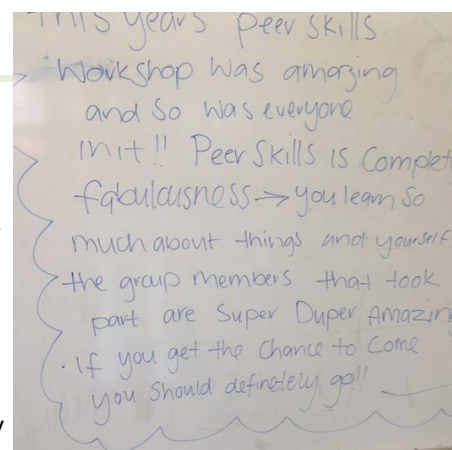 This years Peer Skills
Workshop was amazing
and so was everyone
in it!! Peer Skills is Complet
fabulousness → you learn so
much about things and yourself
the group members that took
part are Super Duper Amazin
. If you get the Chance to Come
you should definetely go!!